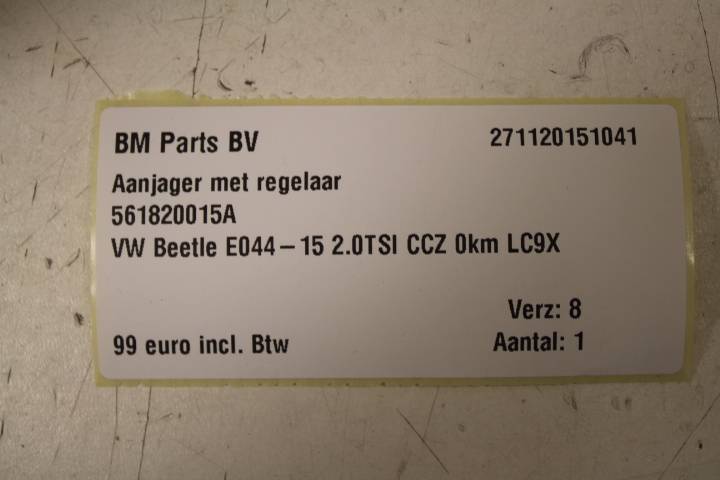 BM Parts BV 271120151041
Aanjager met regelaar
561820015A
VW Beetle E044-15 2.0TSI CCZ 0km LC9X
Verz: 8
99 euro incl. Btw Aantal: 1